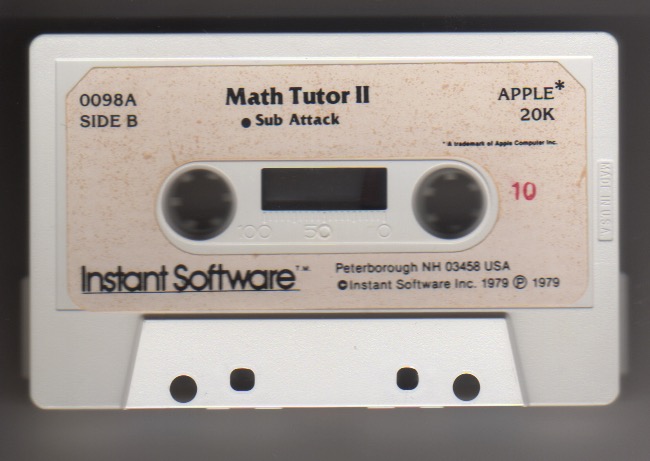 0098A
SIDE B
Math Tutor II
● Sub Attack
APPLE*
20K
* A trademark of Apple Computer Inc.
MADE IN U.S.A.
10
100 50 0
Instant Software™
Peterborough NH 03458 USA
©Instant Software Inc. 1979 ℗ 1979